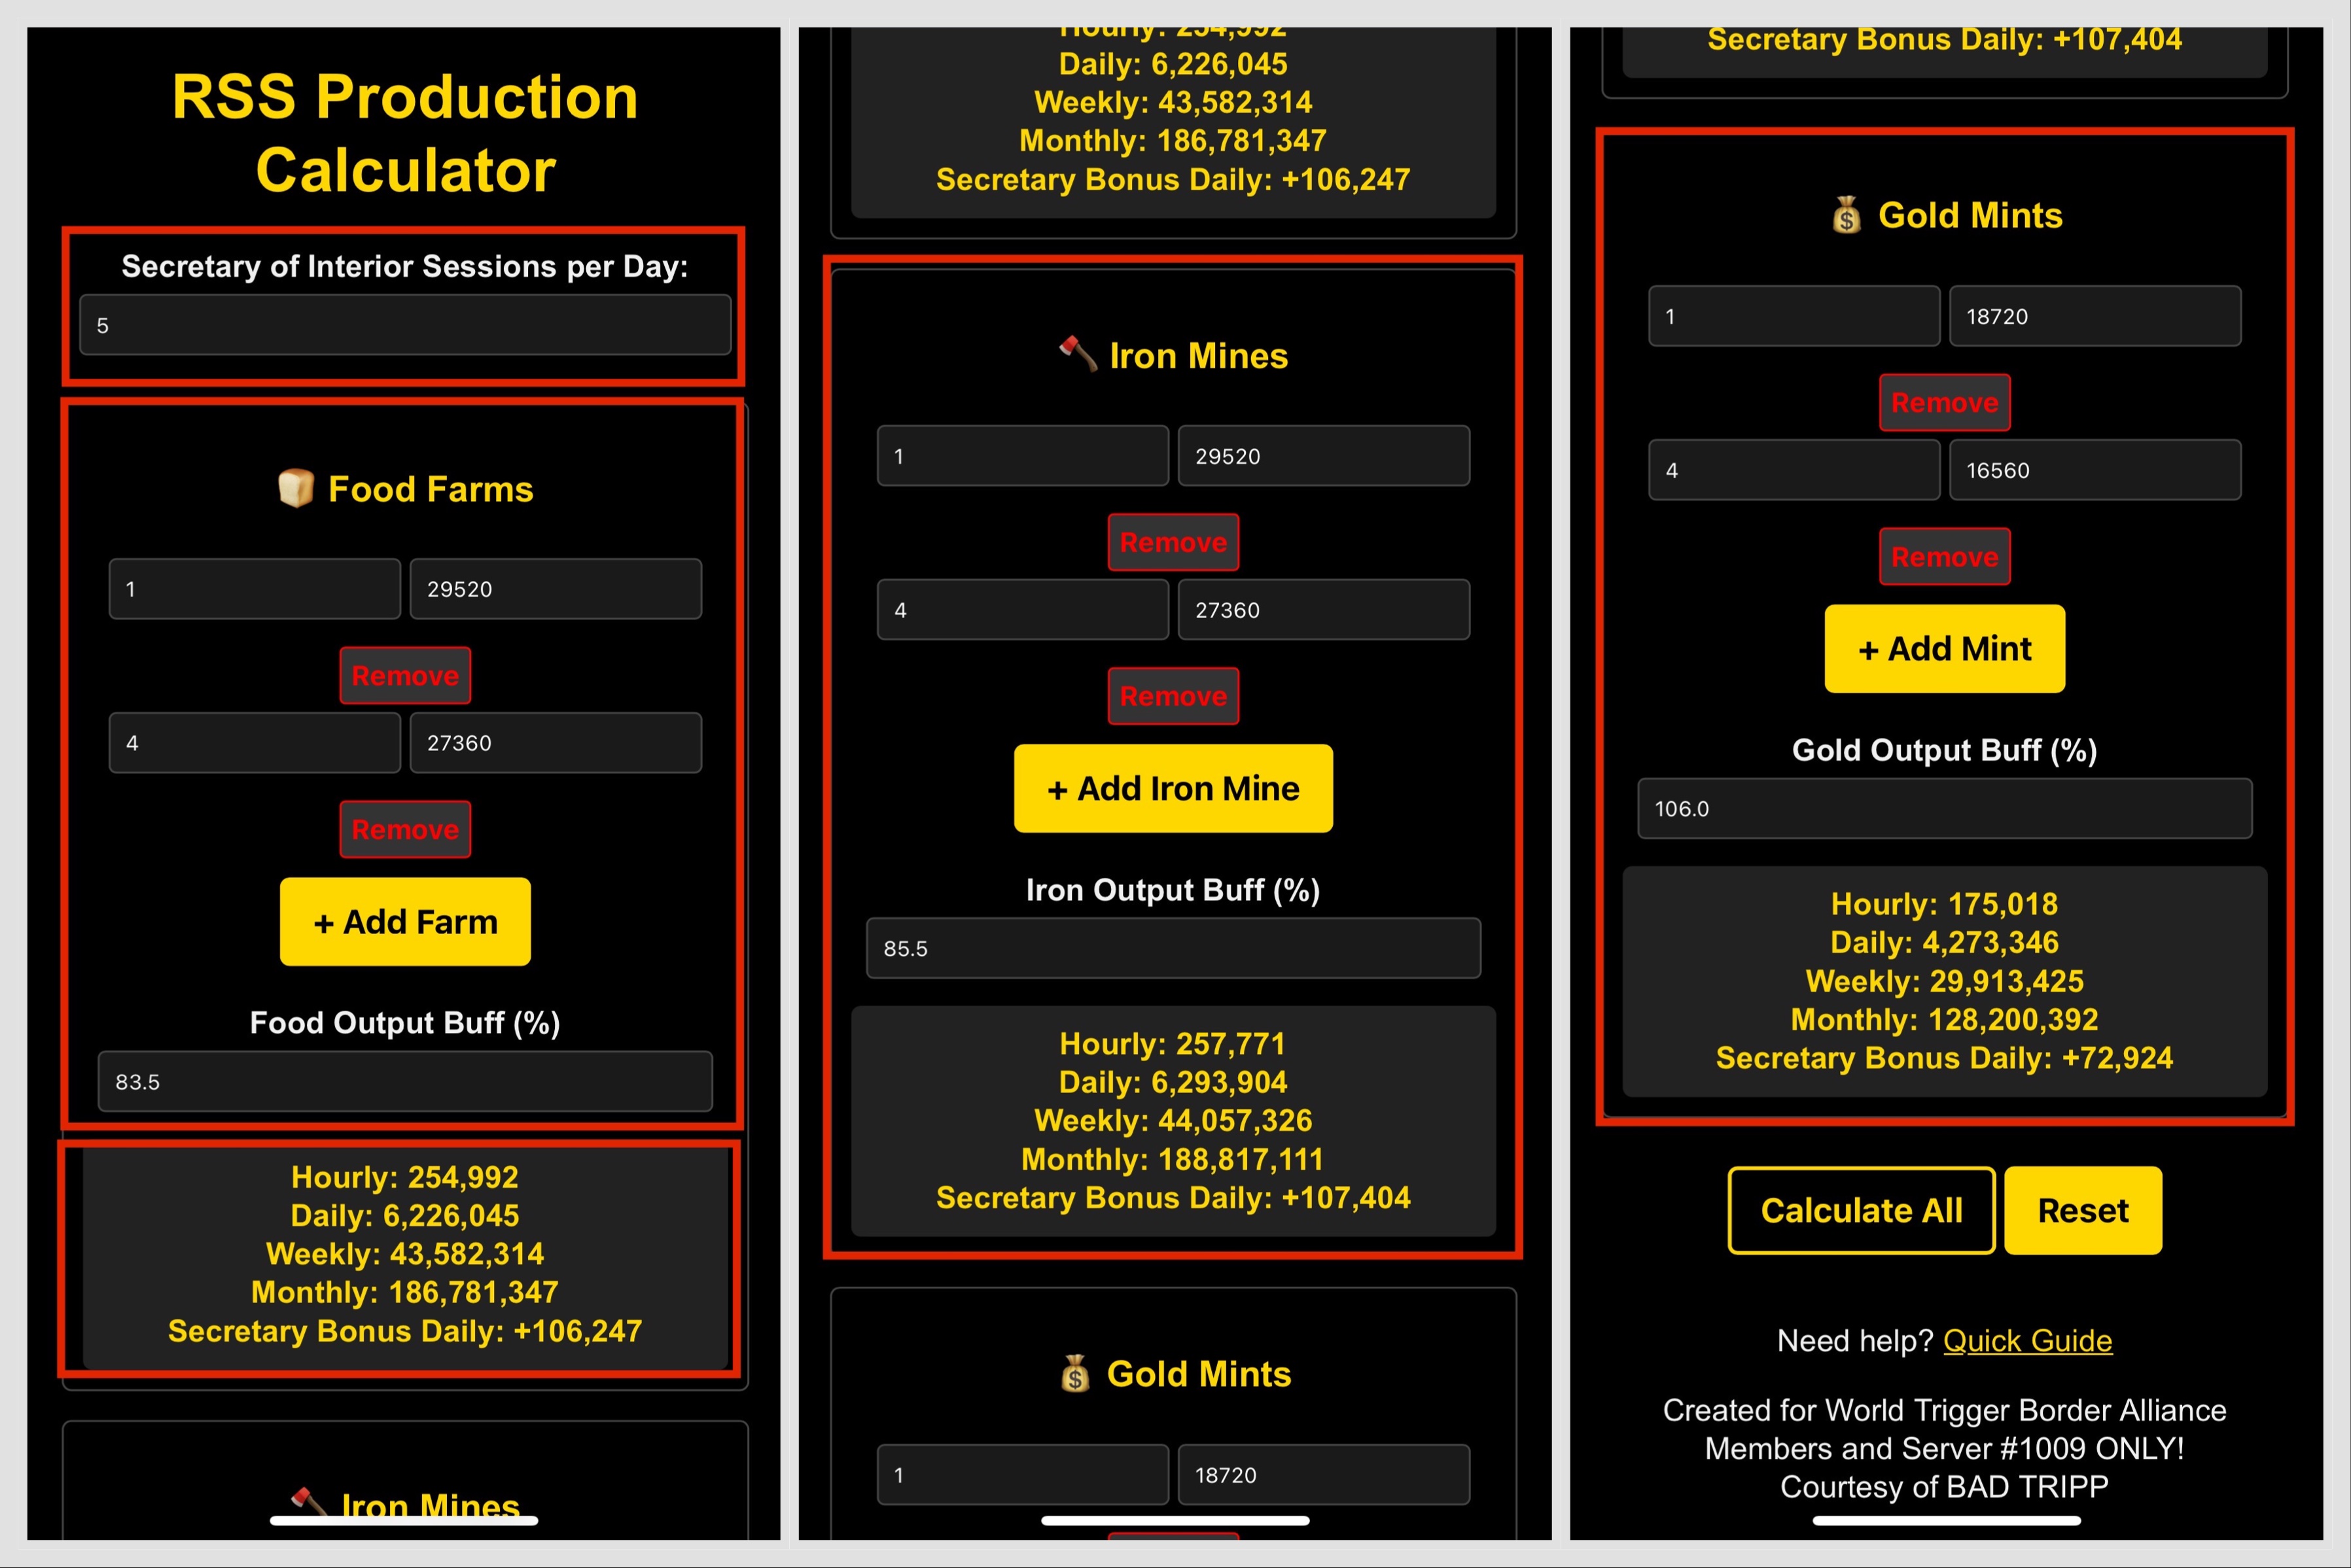 RSS Production
Calculator
Secretary of Interior Sessions per Day:
5
Food Farms
1 29520
Remove
4 27360
Remove
+ Add Farm
Food Output Buff (%)
83.5
Hourly: 254,992
Daily: 6,226,045
Weekly: 43,582,314
Monthly: 186,781,347
Secretary Bonus Daily: +106,247
Iron Mines
Hourly: 254,992
Daily: 6,226,045
Weekly: 43,582,314
Monthly: 186,781,347
Secretary Bonus Daily: +106,247
Iron Mines
1 29520
Remove
4 27360
Remove
+ Add Iron Mine
Iron Output Buff (%)
85.5
Hourly: 257,771
Daily: 6,293,904
Weekly: 44,057,326
Monthly: 188,817,111
Secretary Bonus Daily: +107,404
$ Gold Mints
1 18720
Secretary Bonus Daily: +107,404
$ Gold Mints
1 18720
Remove
4 16560
Remove
+ Add Mint
Gold Output Buff (%)
106.0
Hourly: 175,018
Daily: 4,273,346
Weekly: 29,913,425
Monthly: 128,200,392
Secretary Bonus Daily: +72,924
Calculate All Reset
Need help? Quick Guide
Created for World Trigger Border Alliance
Members and Server #1009 ONLY!
Courtesy of BAD TRIPP